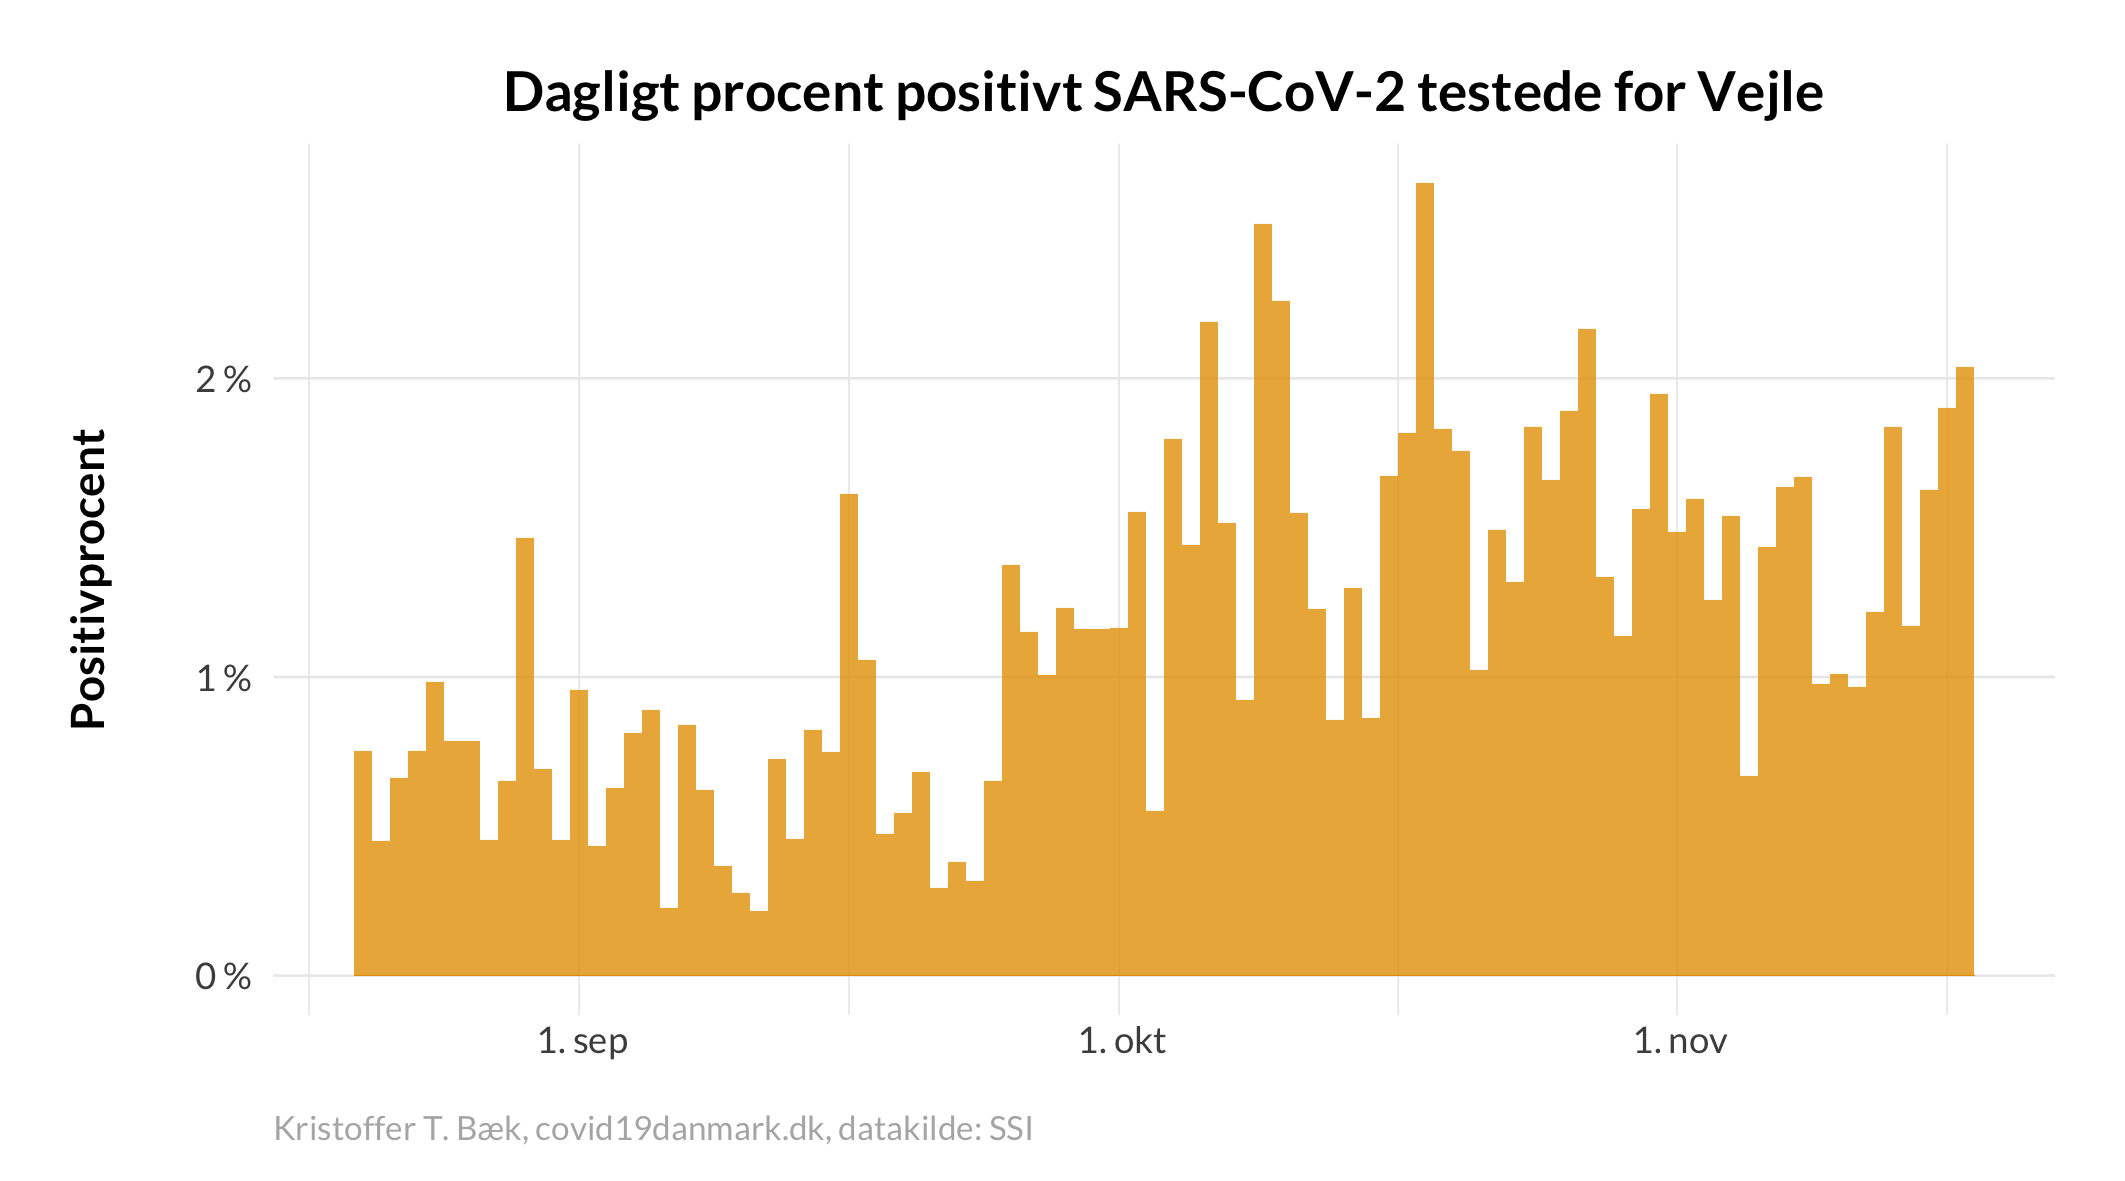 Dagligt procent positivt SARS-CoV-2 testede for Vejle
Positivprocent
2 %
1 %
0 %
1. sep
1. okt
1. nov
Kristoffer T. Bæk, covid19danmark.dk, datakilde: SSI